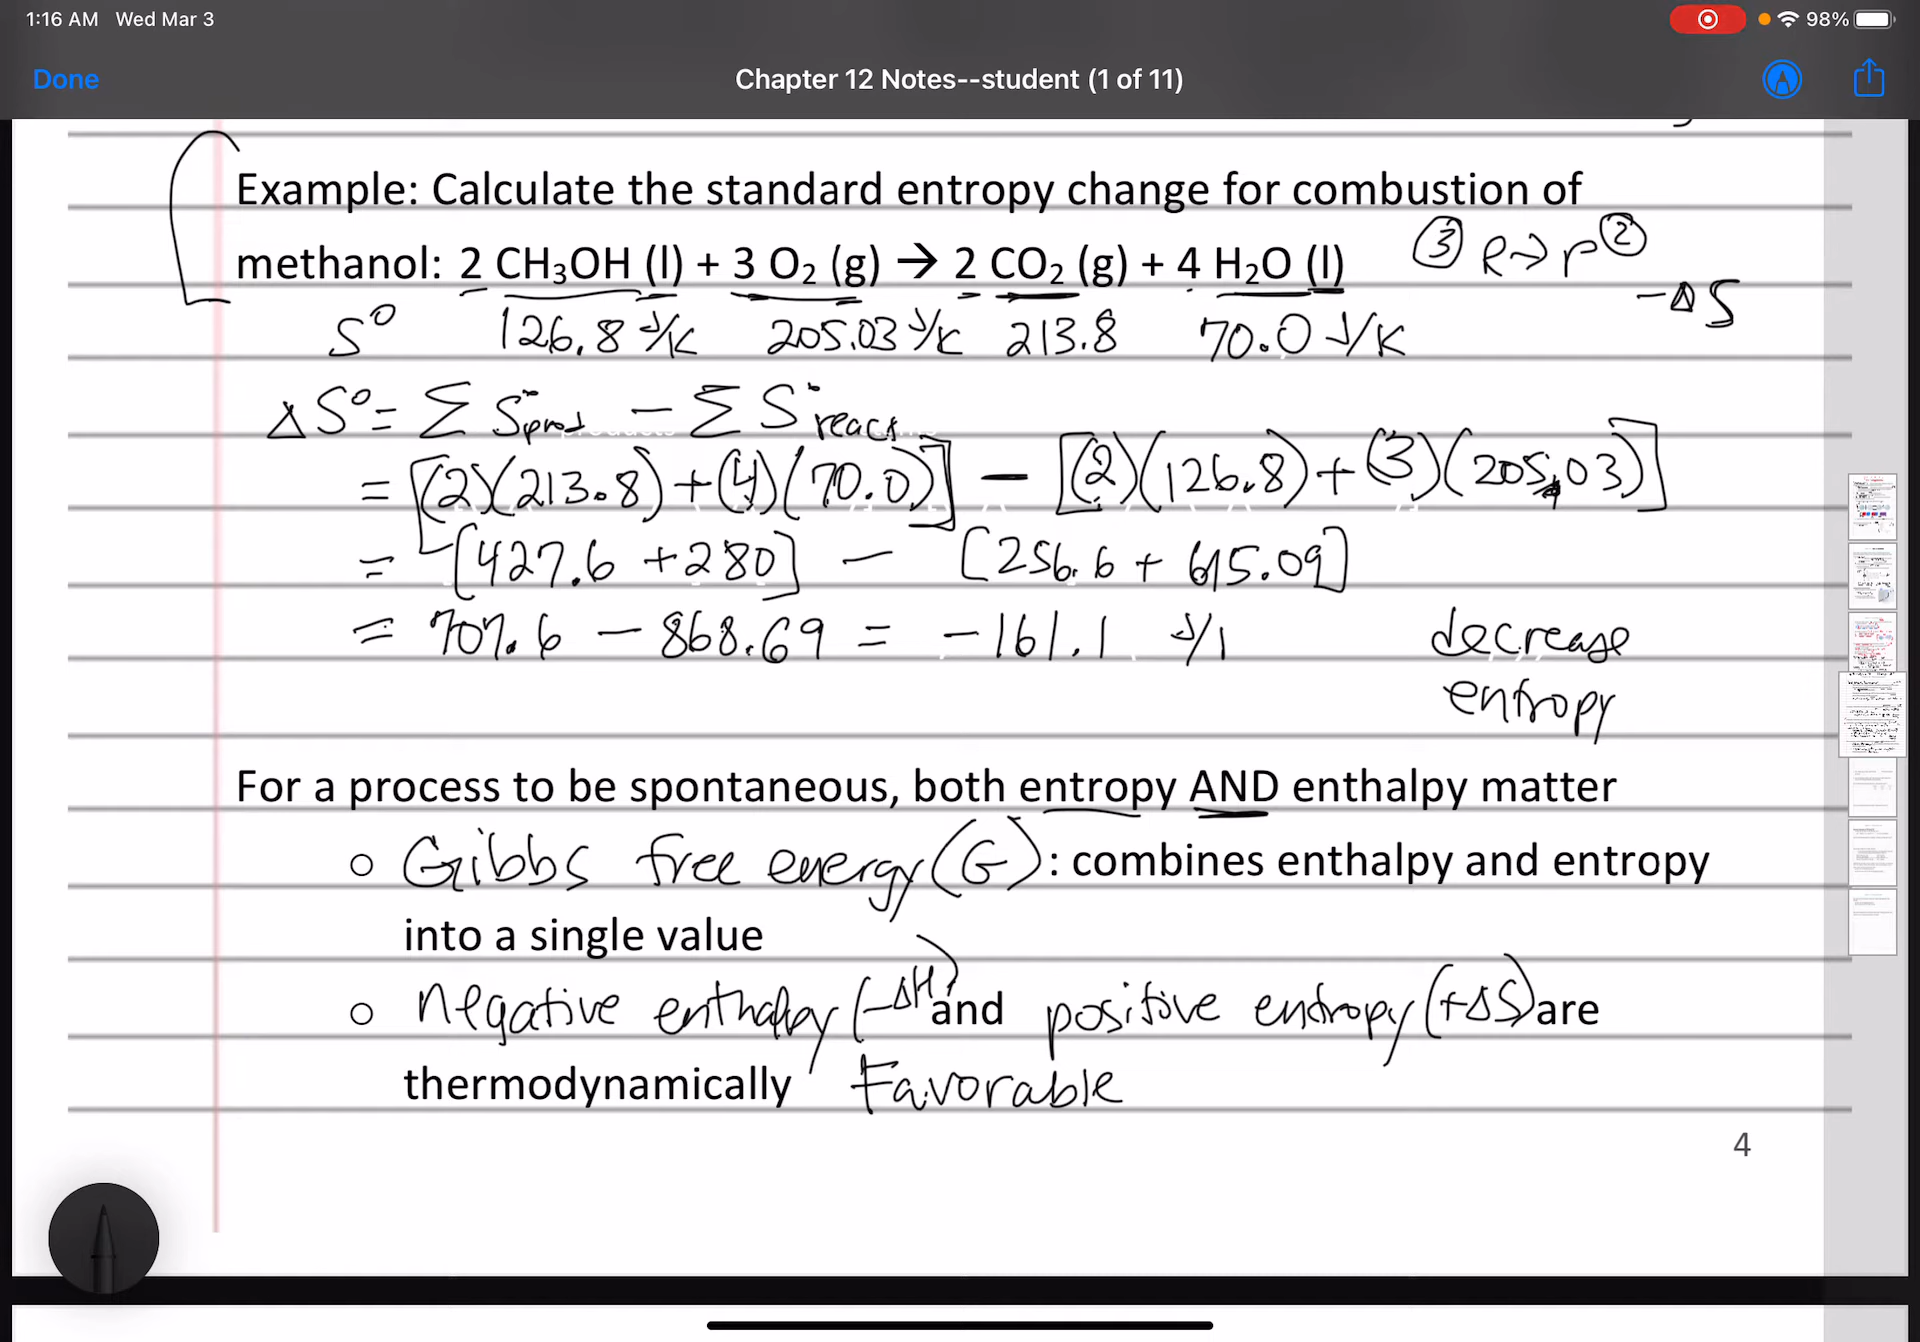 1:16 AM Wed Mar 3
98%
Done
Chapter 12 Notes--student (1 of 11)
Example: Calculate the standard entropy change for combustion of
methanol: 2 CH₃OH (l) + 3 O₂ (g) → 2 CO₂ (g) + 4 H₂O (l) ③ R → P ②
-ΔS
S° 126.8 J/K 205.03 J/K 213.8 70.0 J/K
ΔS° = Σ S°prod − Σ S°react
= [(2)(213.8) + (4)(70.0)] − [(2)(126.8) + (3)(205.03)]
= [427.6 + 280] − [256.6 + 615.09]
= 707.6 − 868.69 = −161.1 J/ decrease
entropy
For a process to be spontaneous, both entropy AND enthalpy matter
○ Gibbs free energy (G): combines enthalpy and entropy
into a single value
○ negative enthalpy (-ΔH) and positive entropy (+ΔS) are
thermodynamically Favorable
4